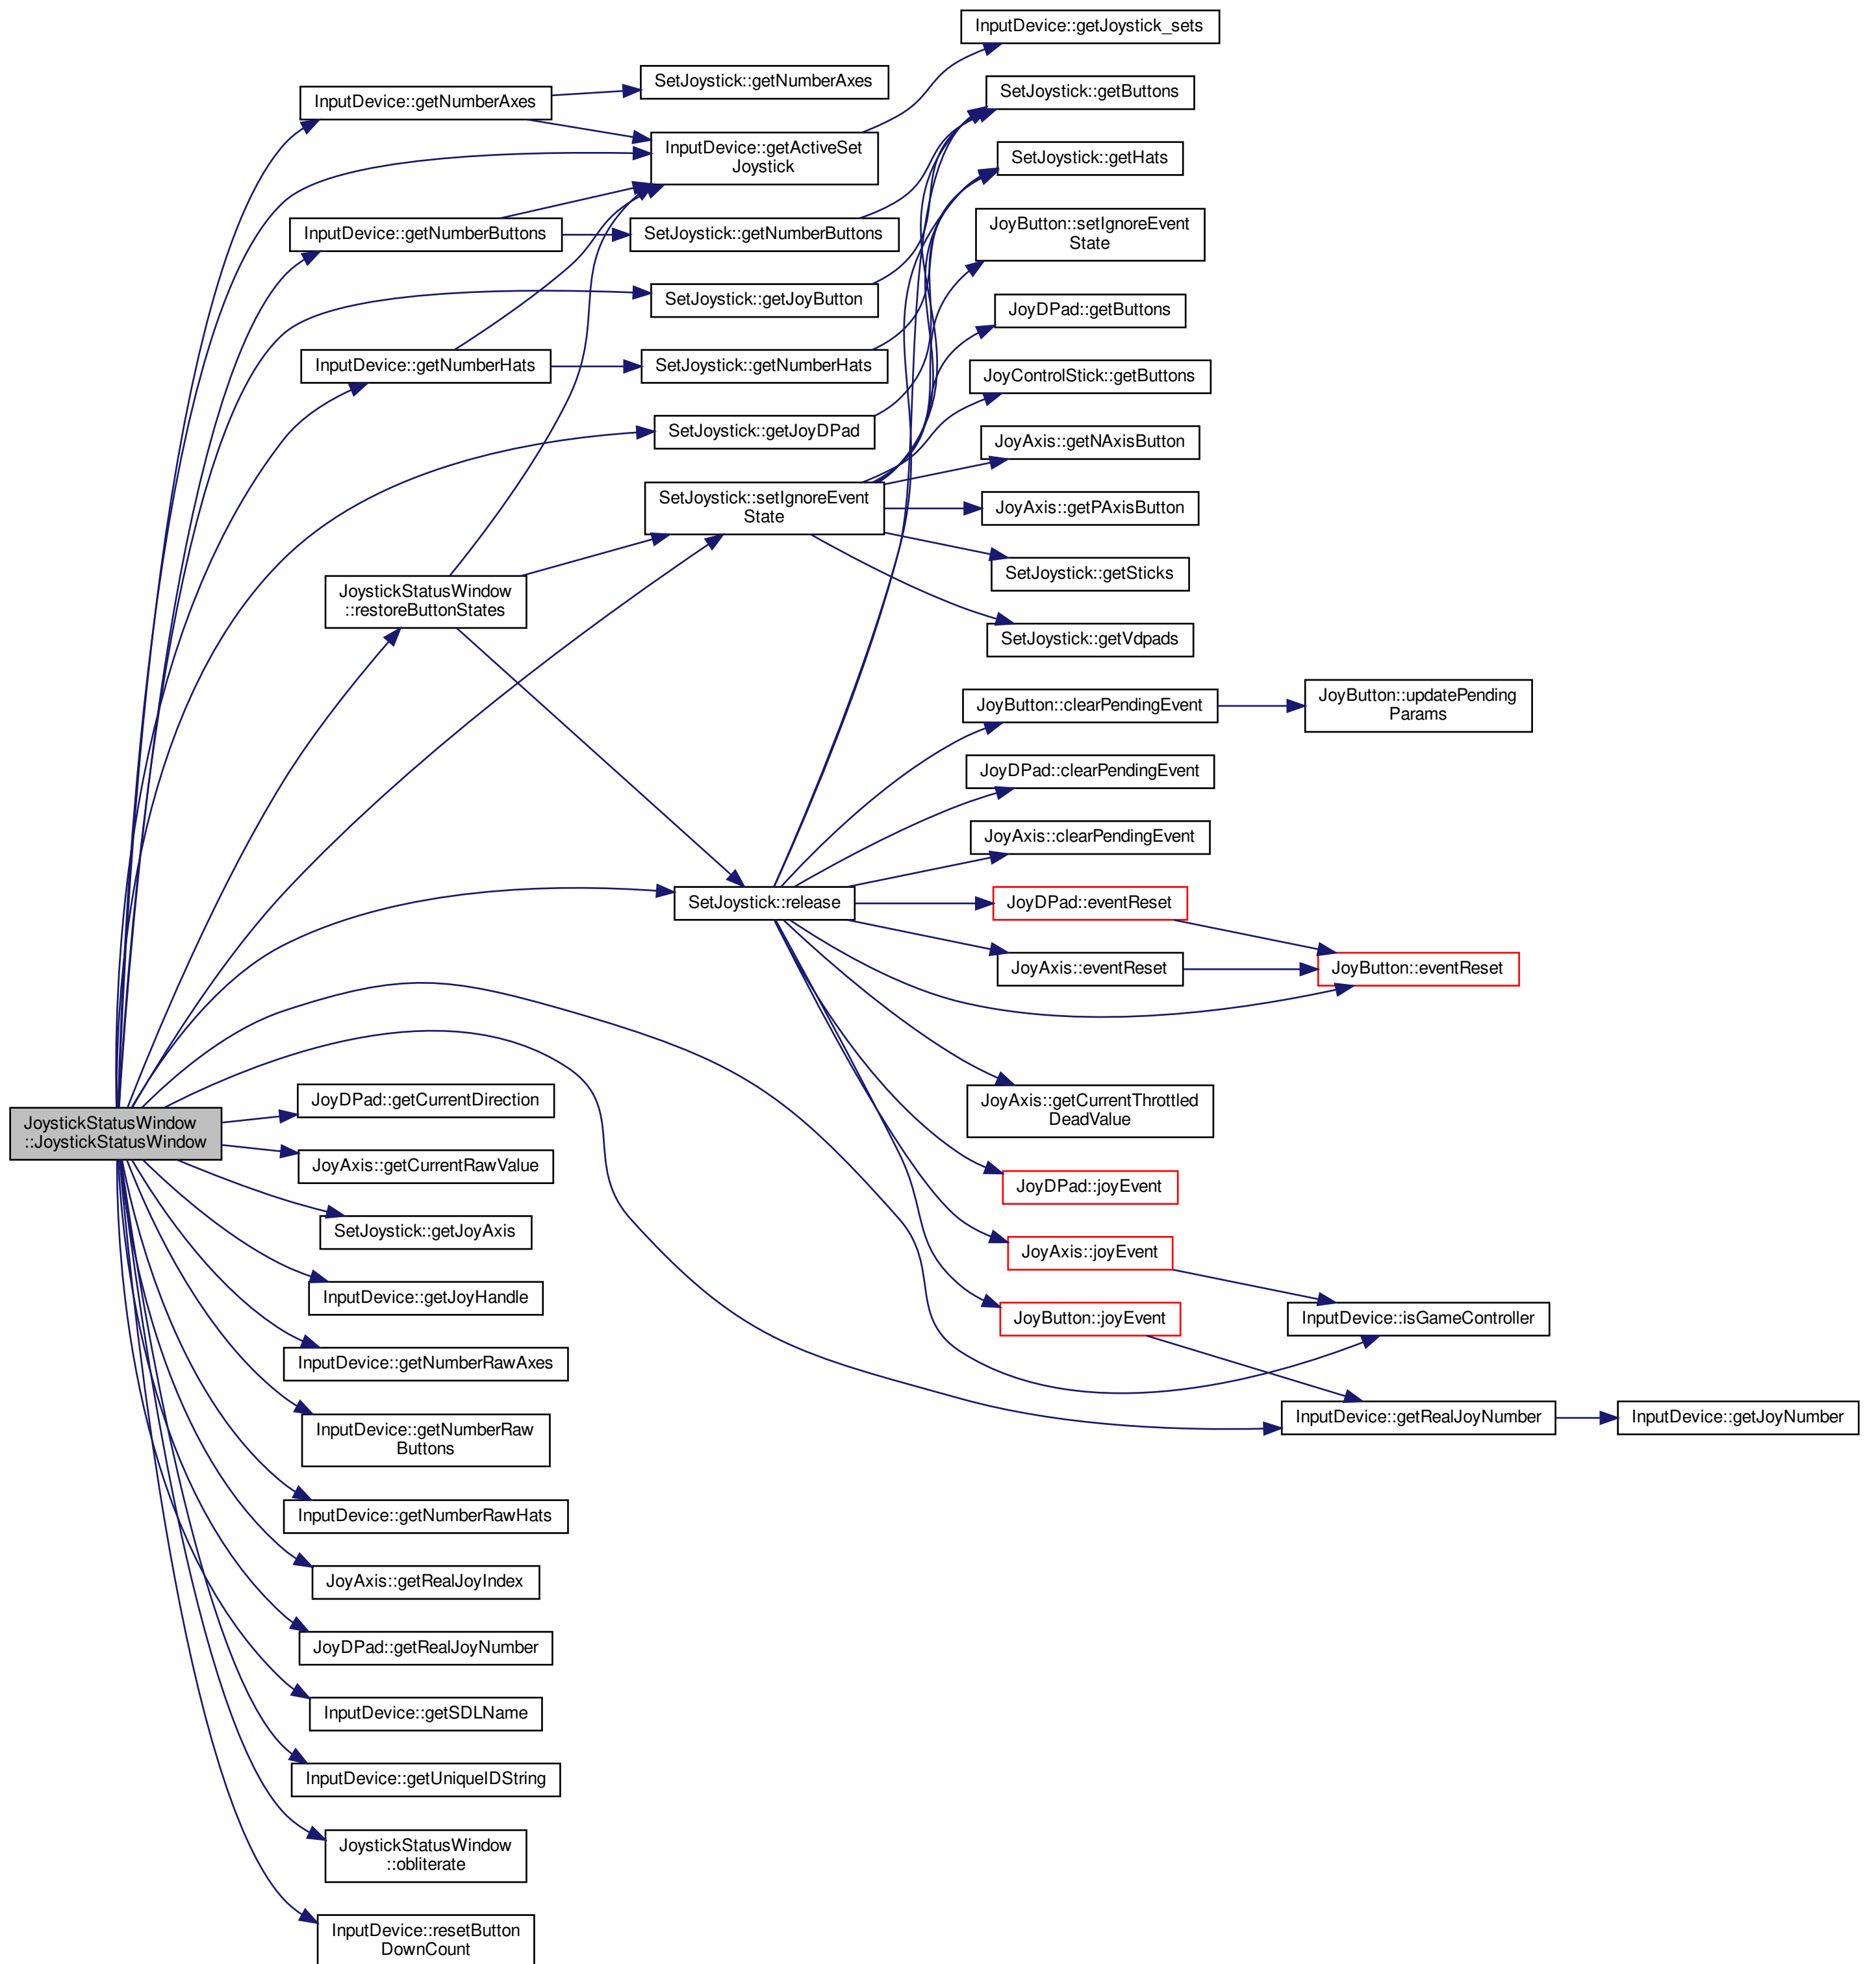 InputDevice::getJoystick_sets
SetJoystick::getNumberAxes
SetJoystick::getButtons
InputDevice::getNumberAxes
InputDevice::getActiveSet
Joystick
SetJoystick::getHats
InputDevice::getNumberButtons
SetJoystick::getNumberButtons
JoyButton::setIgnoreEvent
State
SetJoystick::getJoyButton
JoyDPad::getButtons
InputDevice::getNumberHats
SetJoystick::getNumberHats
JoyControlStick::getButtons
SetJoystick::getJoyDPad
JoyAxis::getNAxisButton
SetJoystick::setIgnoreEvent
State
JoyAxis::getPAxisButton
SetJoystick::getSticks
JoystickStatusWindow
::restoreButtonStates
SetJoystick::getVdpads
JoyButton::clearPendingEvent
JoyButton::updatePending
Params
JoyDPad::clearPendingEvent
JoyAxis::clearPendingEvent
SetJoystick::release
JoyDPad::eventReset
JoyAxis::eventReset
JoyButton::eventReset
JoyDPad::getCurrentDirection
JoyAxis::getCurrentThrottled
DeadValue
JoystickStatusWindow
::JoystickStatusWindow
JoyAxis::getCurrentRawValue
JoyDPad::joyEvent
SetJoystick::getJoyAxis
JoyAxis::joyEvent
InputDevice::getJoyHandle
JoyButton::joyEvent
InputDevice::isGameController
InputDevice::getNumberRawAxes
InputDevice::getRealJoyNumber
InputDevice::getJoyNumber
InputDevice::getNumberRaw
Buttons
InputDevice::getNumberRawHats
JoyAxis::getRealJoyIndex
JoyDPad::getRealJoyNumber
InputDevice::getSDLName
InputDevice::getUniqueIDString
JoystickStatusWindow
::obliterate
InputDevice::resetButton
DownCount